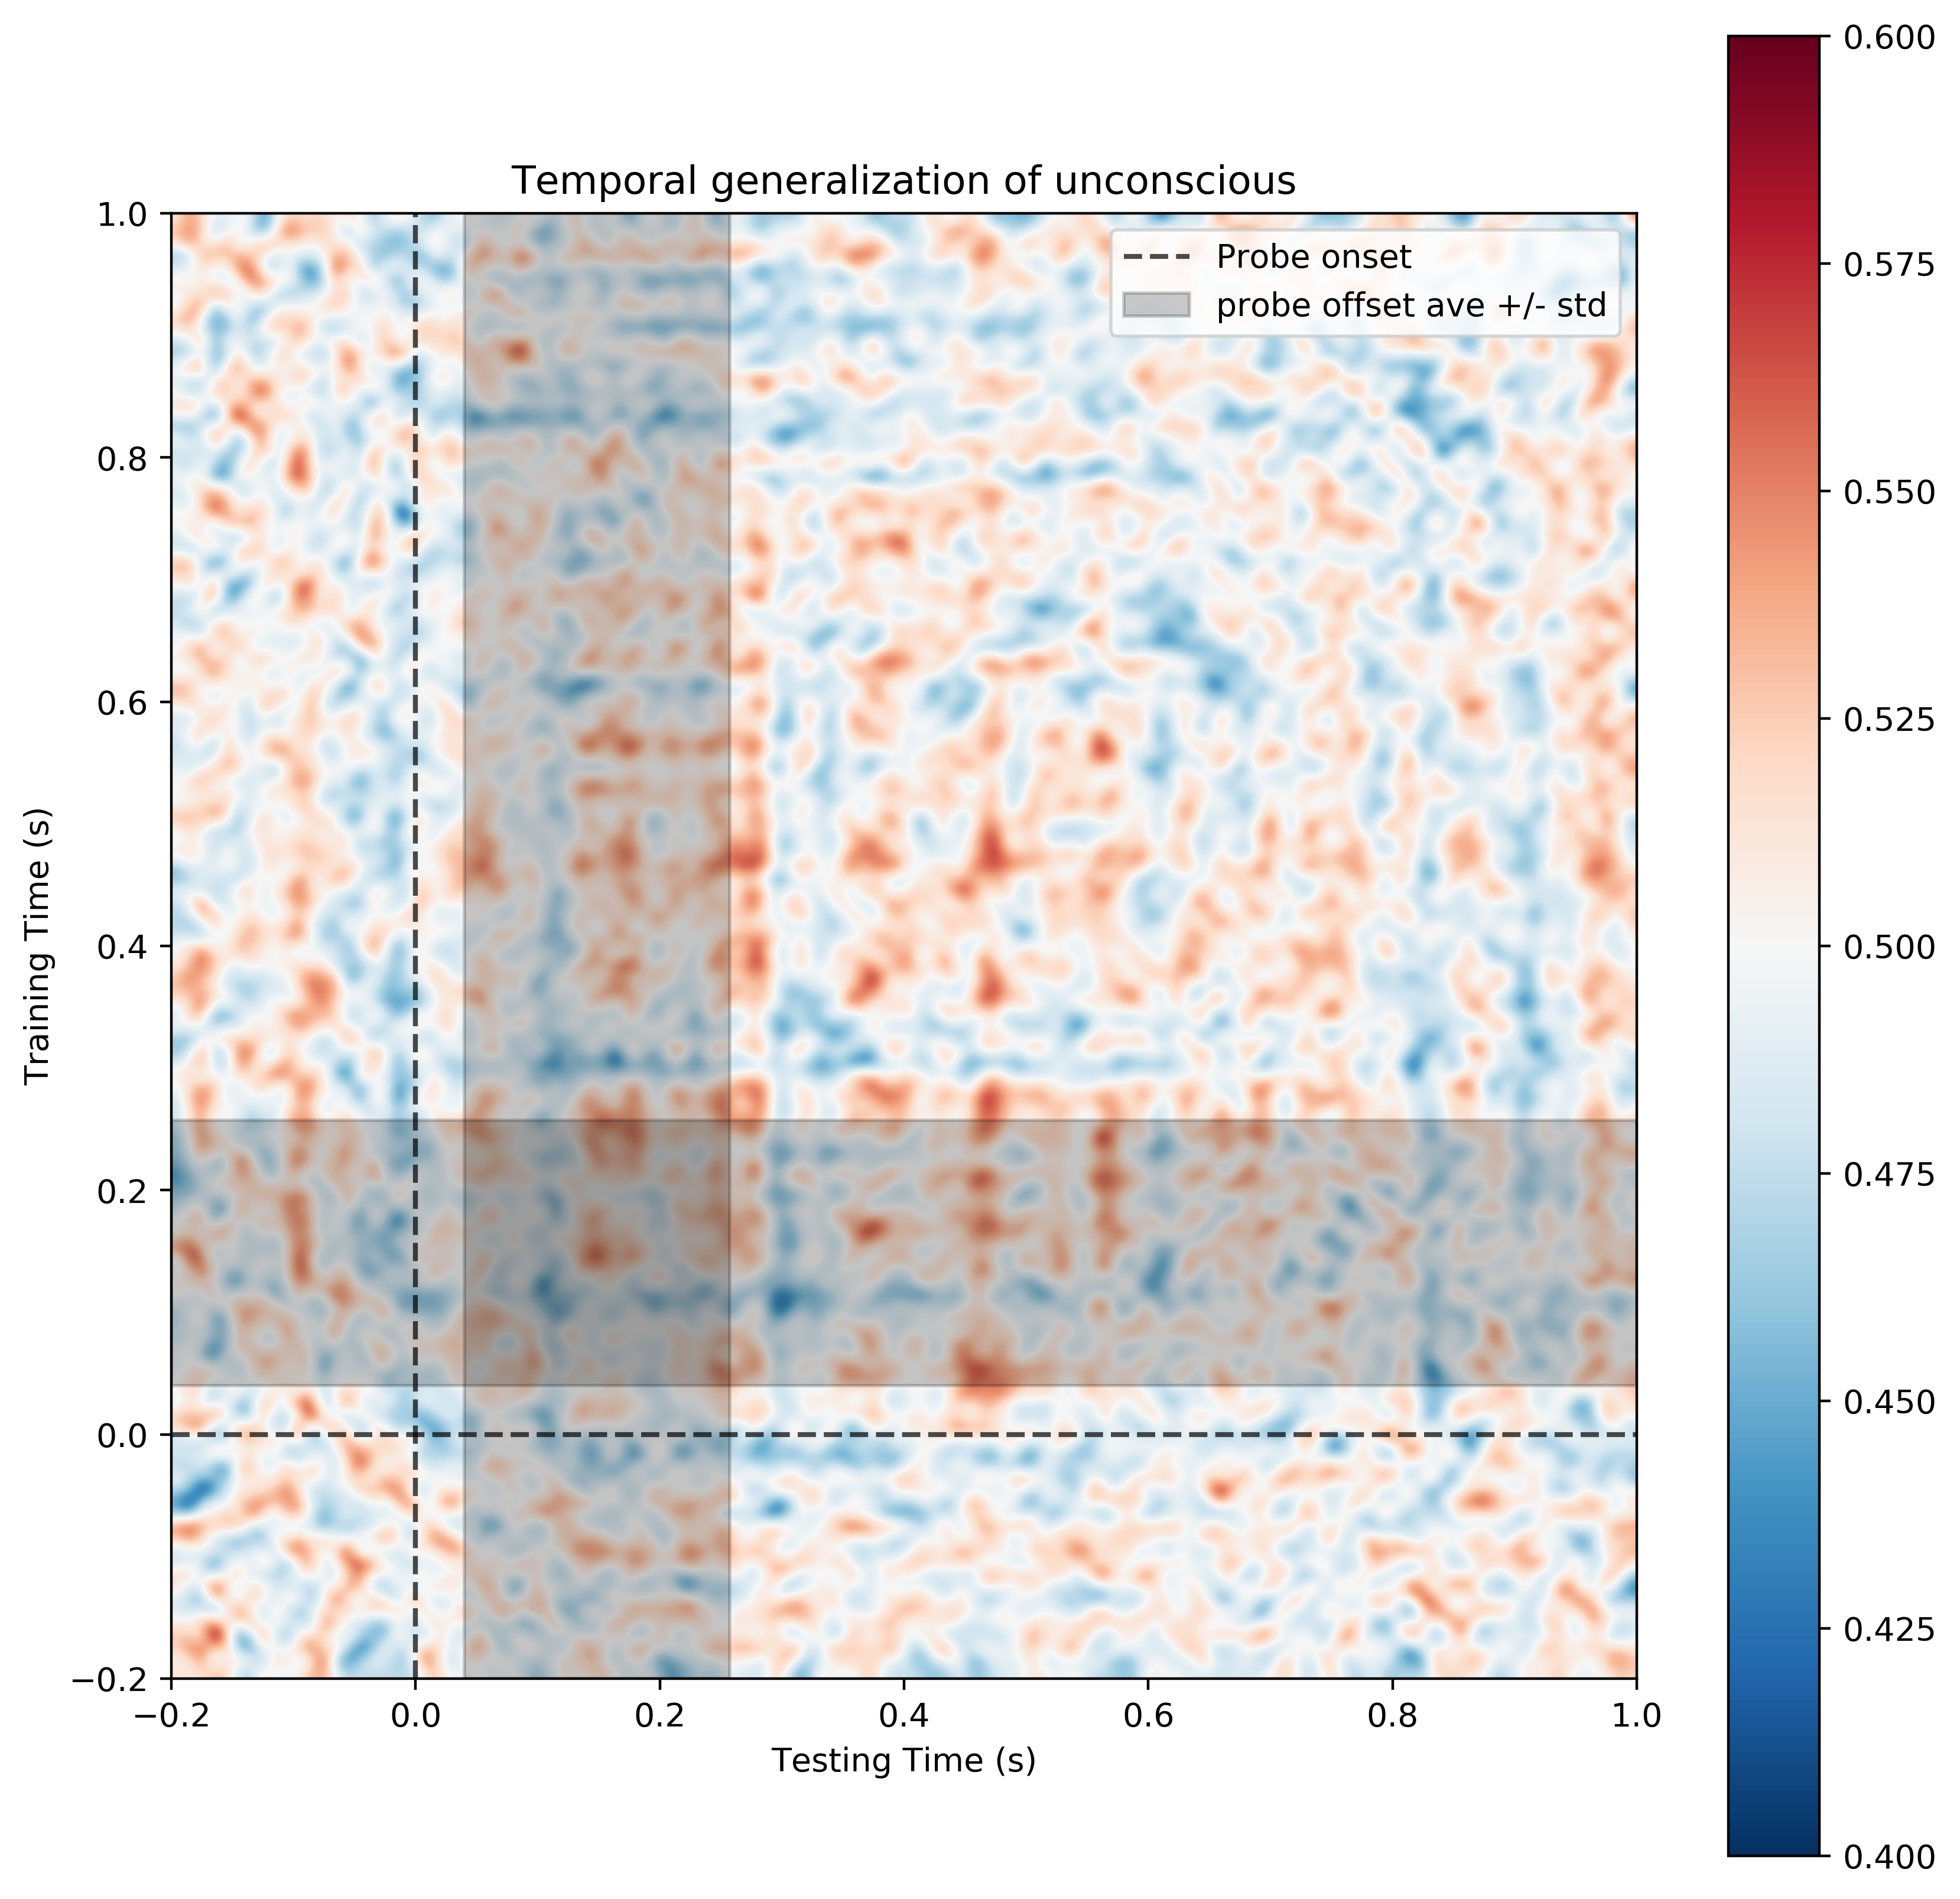 Temporal generalization of unconscious
Probe onset
probe offset ave +/- std
Training Time (s)
1.0
0.8
0.6
0.4
0.2
0.0
−0.2
−0.2 0.0 0.2 0.4 0.6 0.8 1.0
Testing Time (s)
0.600
0.575
0.550
0.525
0.500
0.475
0.450
0.425
0.400